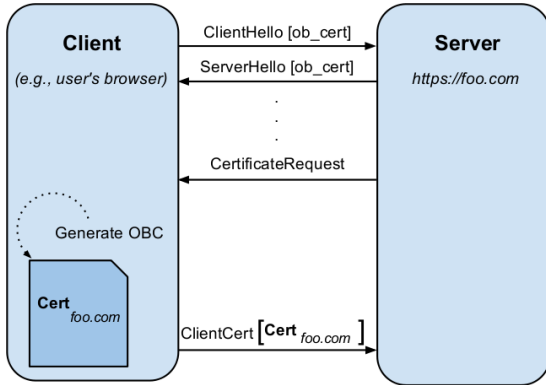 Client
(e.g., user's browser)
ClientHello [ob_cert]
ServerHello [ob_cert]
.
.
.
CertificateRequest
Server
https://foo.com
Generate OBC
Cert foo.com
ClientCert [Cert foo.com]